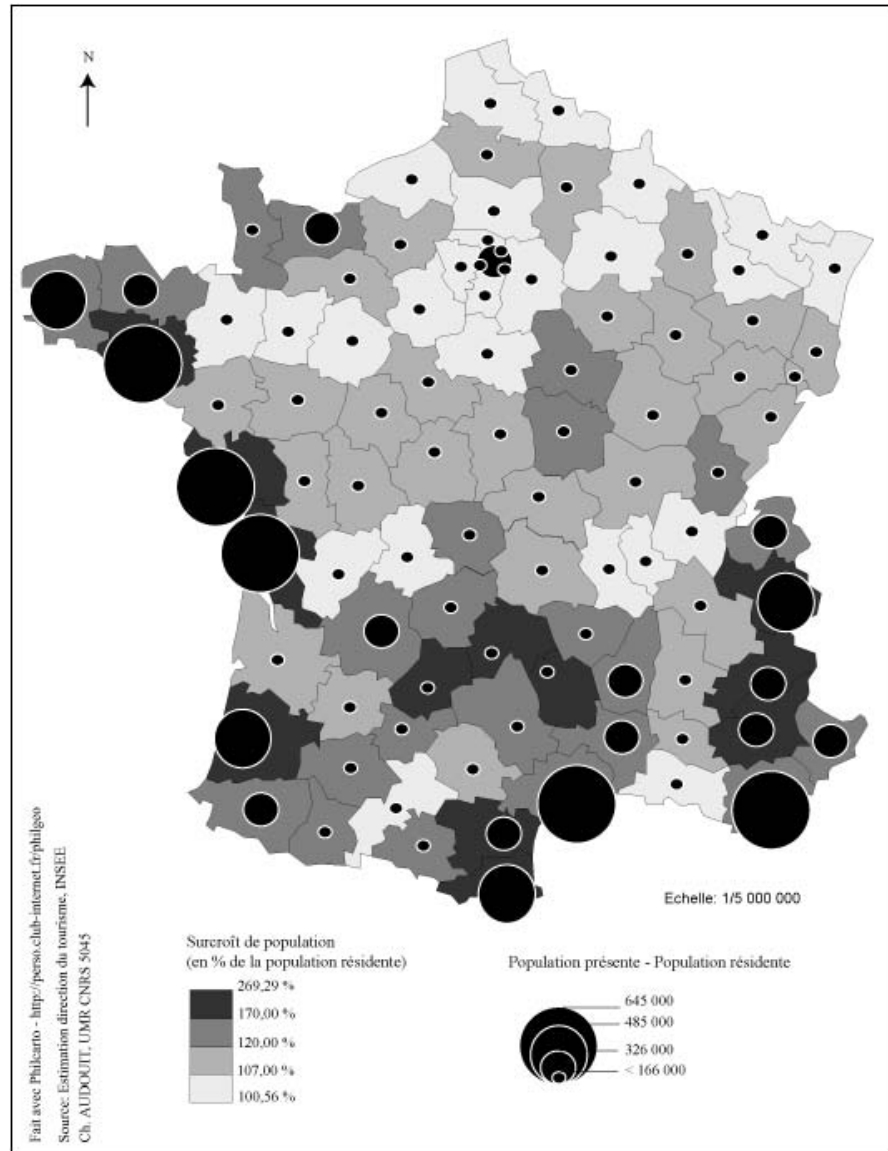 N
Echelle: 1/5 000 000
Surcroît de population
(en % de la population résidente)
269,29 %
170,00 %
120,00 %
107,00 %
100,56 %
Population présente - Population résidente
645 000
485 000
326 000
< 166 000
Fait avec Philcarto - http://perso.club-internet.fr/philgeo
Source: Estimation direction du tourisme, INSEE
Ch. AUDOUIT, UMR CNRS 5045